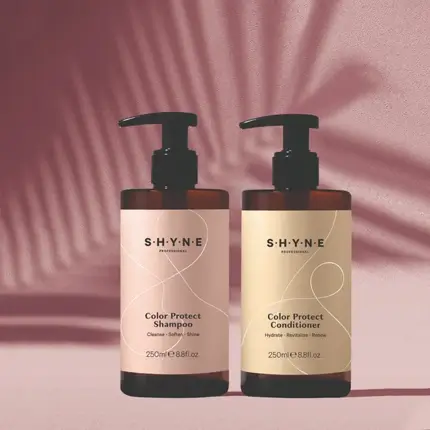 S·H·Y·N·E
PROFESSIONAL
Color Protect
Shampoo
Cleanse · Soften · Shine
250ml ℮ 8.8fl.oz
S·H·Y·N·E
PROFESSIONAL
Color Protect
Conditioner
Hydrate · Revitalize · Renew
250ml ℮ 8.8fl.oz